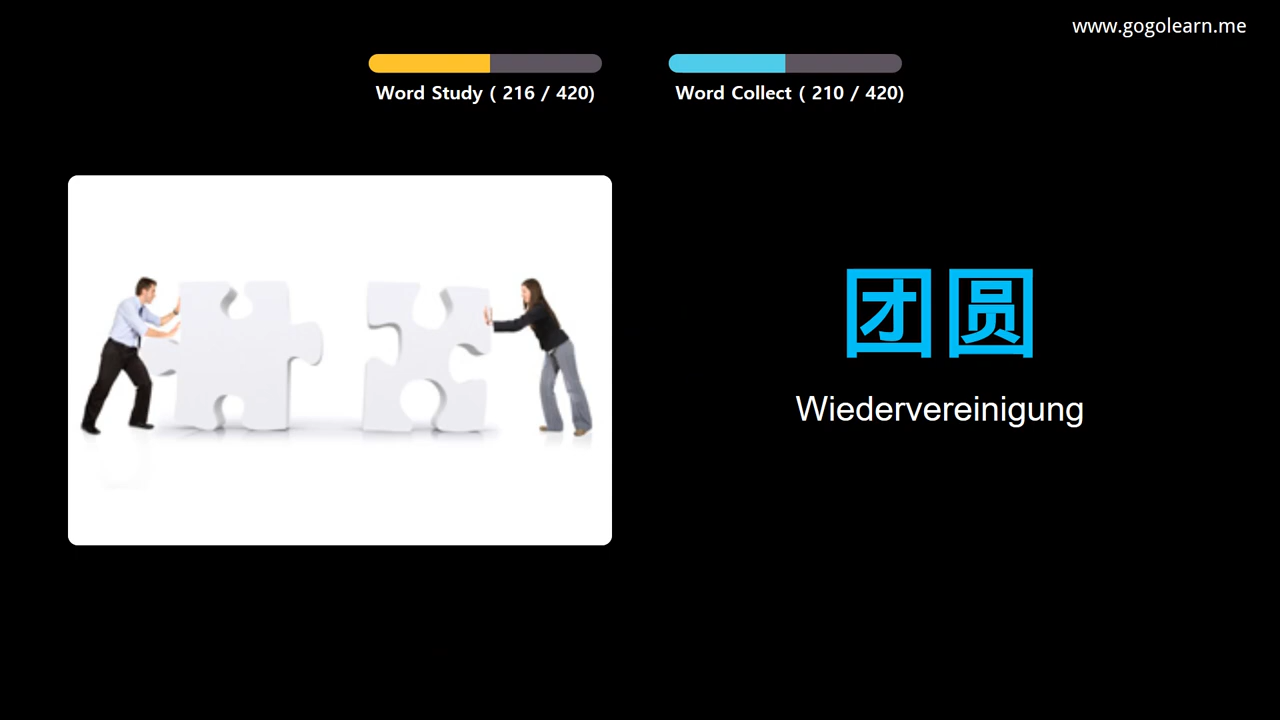 www.gogolearn.me
Word Study ( 216 / 420)
Word Collect ( 210 / 420)
团圆
Wiedervereinigung